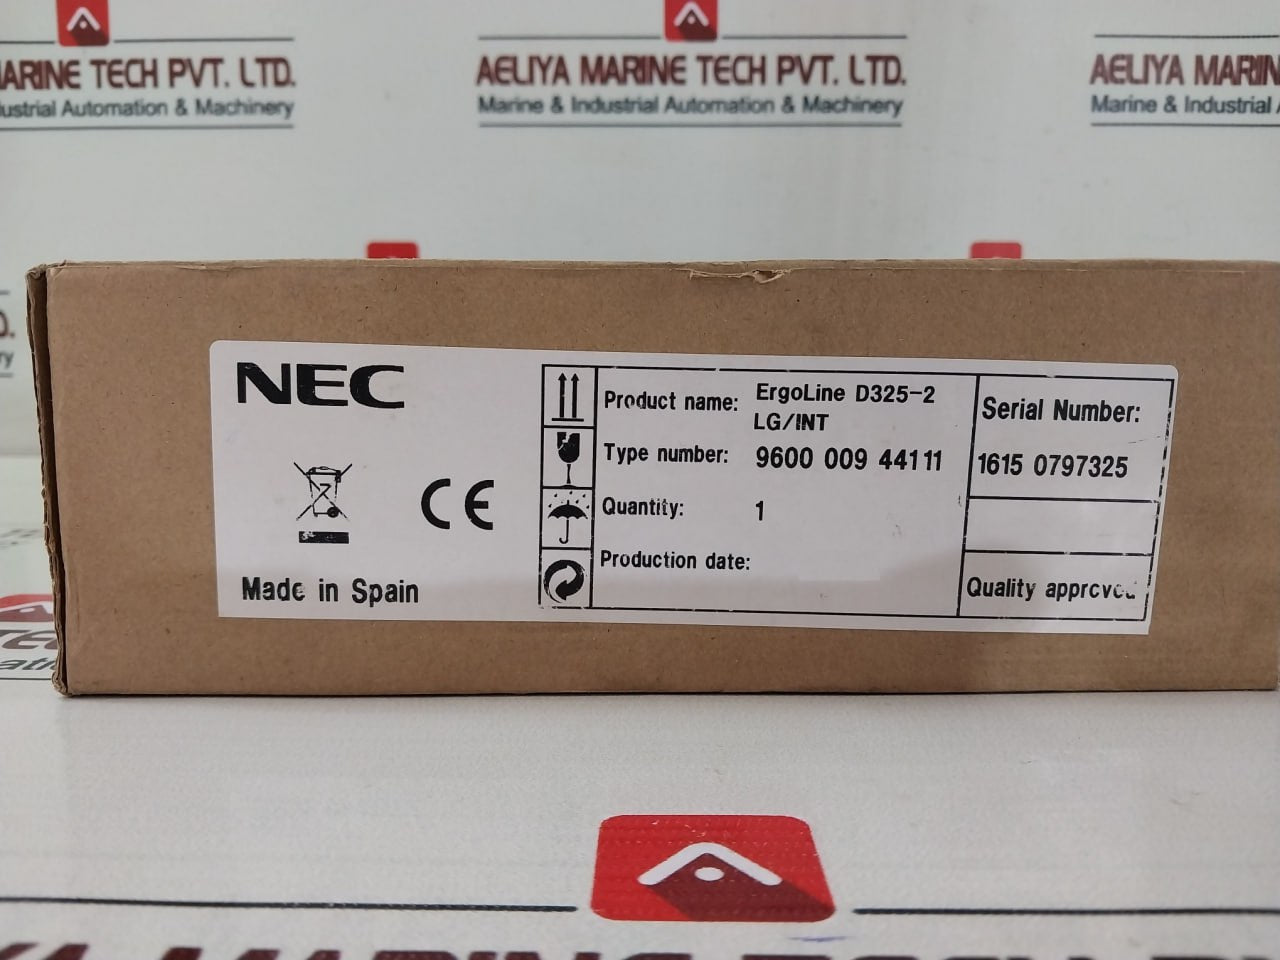 ARINE TECH PVT. LTD.
ustrial Automation & Machinery
AELIYA MARINE TECH PVT. LTD.
Marine & Industrial Automation & Machinery
AELIYA MARIN
Marine & Industrial A
NEC
CE
Made in Spain
Product name: ErgoLine D325-2
LG/INT
Type number: 9600 009 44111
Quantity: 1
Production date:
Serial Number:
1615 0797325
Quality approved